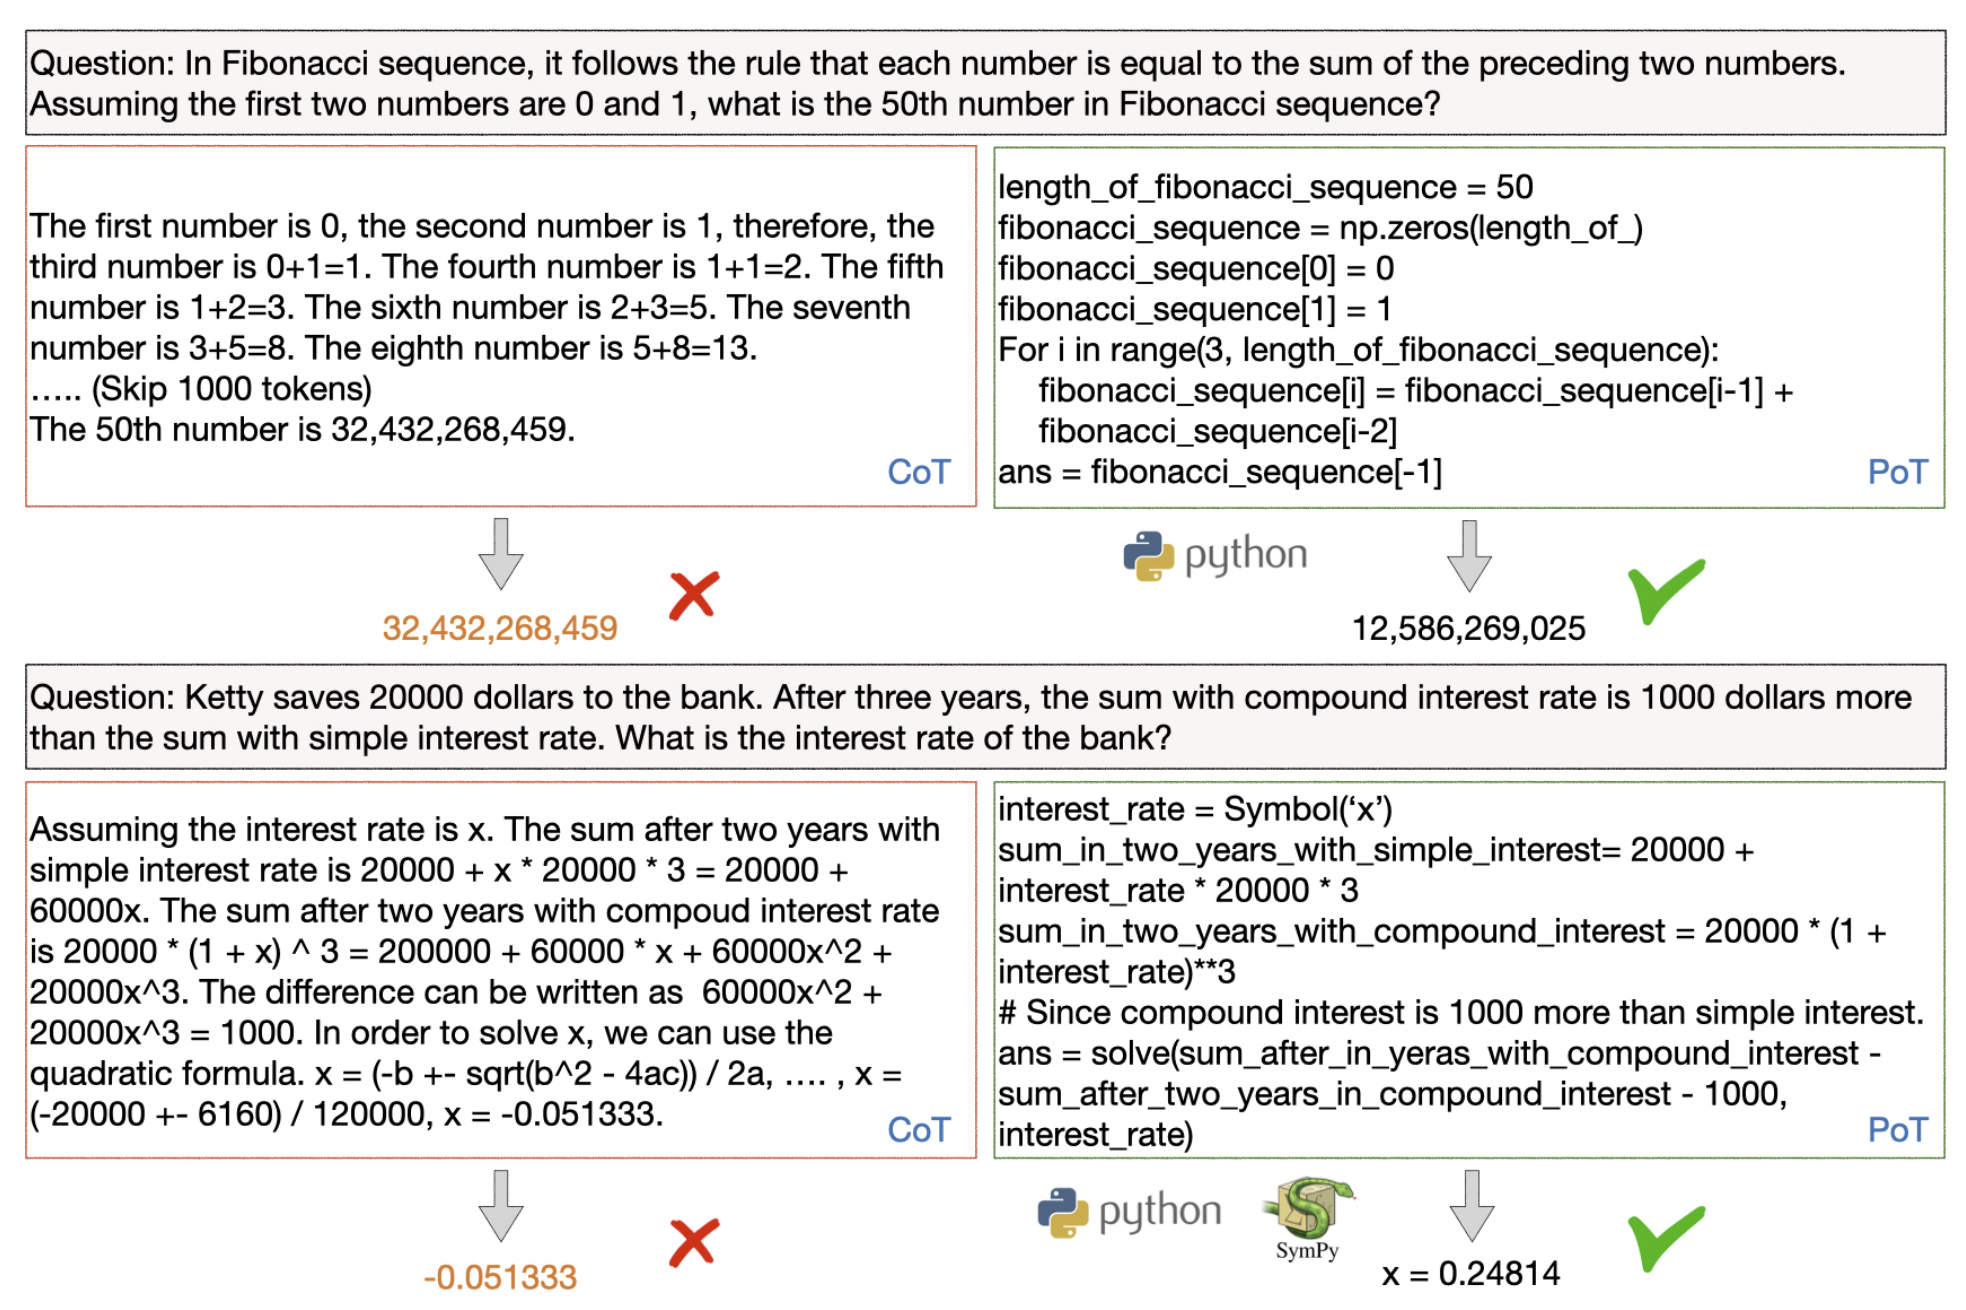 Question: In Fibonacci sequence, it follows the rule that each number is equal to the sum of the preceding two numbers.
Assuming the first two numbers are 0 and 1, what is the 50th number in Fibonacci sequence?
The first number is 0, the second number is 1, therefore, the
third number is 0+1=1. The fourth number is 1+1=2. The fifth
number is 1+2=3. The sixth number is 2+3=5. The seventh
number is 3+5=8. The eighth number is 5+8=13.
..... (Skip 1000 tokens)
The 50th number is 32,432,268,459.
CoT
length_of_fibonacci_sequence = 50
fibonacci_sequence = np.zeros(length_of_)
fibonacci_sequence[0] = 0
fibonacci_sequence[1] = 1
For i in range(3, length_of_fibonacci_sequence):
fibonacci_sequence[i] = fibonacci_sequence[i-1] +
fibonacci_sequence[i-2]
ans = fibonacci_sequence[-1]
PoT
32,432,268,459
python
12,586,269,025
Question: Ketty saves 20000 dollars to the bank. After three years, the sum with compound interest rate is 1000 dollars more
than the sum with simple interest rate. What is the interest rate of the bank?
Assuming the interest rate is x. The sum after two years with
simple interest rate is 20000 + x * 20000 * 3 = 20000 +
60000x. The sum after two years with compoud interest rate
is 20000 * (1 + x) ^ 3 = 200000 + 60000 * x + 60000x^2 +
20000x^3. The difference can be written as 60000x^2 +
20000x^3 = 1000. In order to solve x, we can use the
quadratic formula. x = (-b +- sqrt(b^2 - 4ac)) / 2a, .... , x =
(-20000 +- 6160) / 120000, x = -0.051333.
CoT
interest_rate = Symbol(‘x’)
sum_in_two_years_with_simple_interest= 20000 +
interest_rate * 20000 * 3
sum_in_two_years_with_compound_interest = 20000 * (1 +
interest_rate)**3
# Since compound interest is 1000 more than simple interest.
ans = solve(sum_after_in_yeras_with_compound_interest -
sum_after_two_years_in_compound_interest - 1000,
interest_rate)
PoT
-0.051333
python
SymPy
x = 0.24814